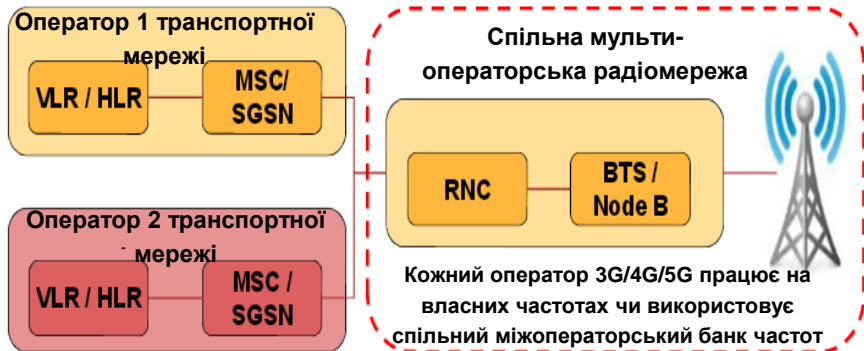 Оператор 1 транспортної
мережі
VLR / HLR
MSC/
SGSN
Оператор 2 транспортної
мережі
VLR / HLR
MSC /
SGSN
Спільна мульти-
операторська радіомережа
RNC
BTS /
Node B
Кожний оператор 3G/4G/5G працює на
власних частотах чи використовує
спільний міжоператорський банк частот